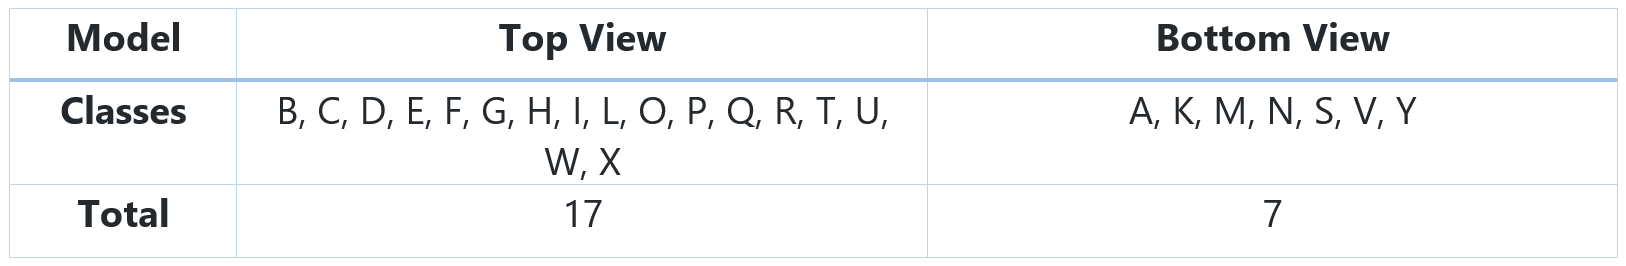 Model Top View Bottom View
Classes B, C, D, E, F, G, H, I, L, O, P, Q, R, T, U, A, K, M, N, S, V, Y
W, X
Total 17 7